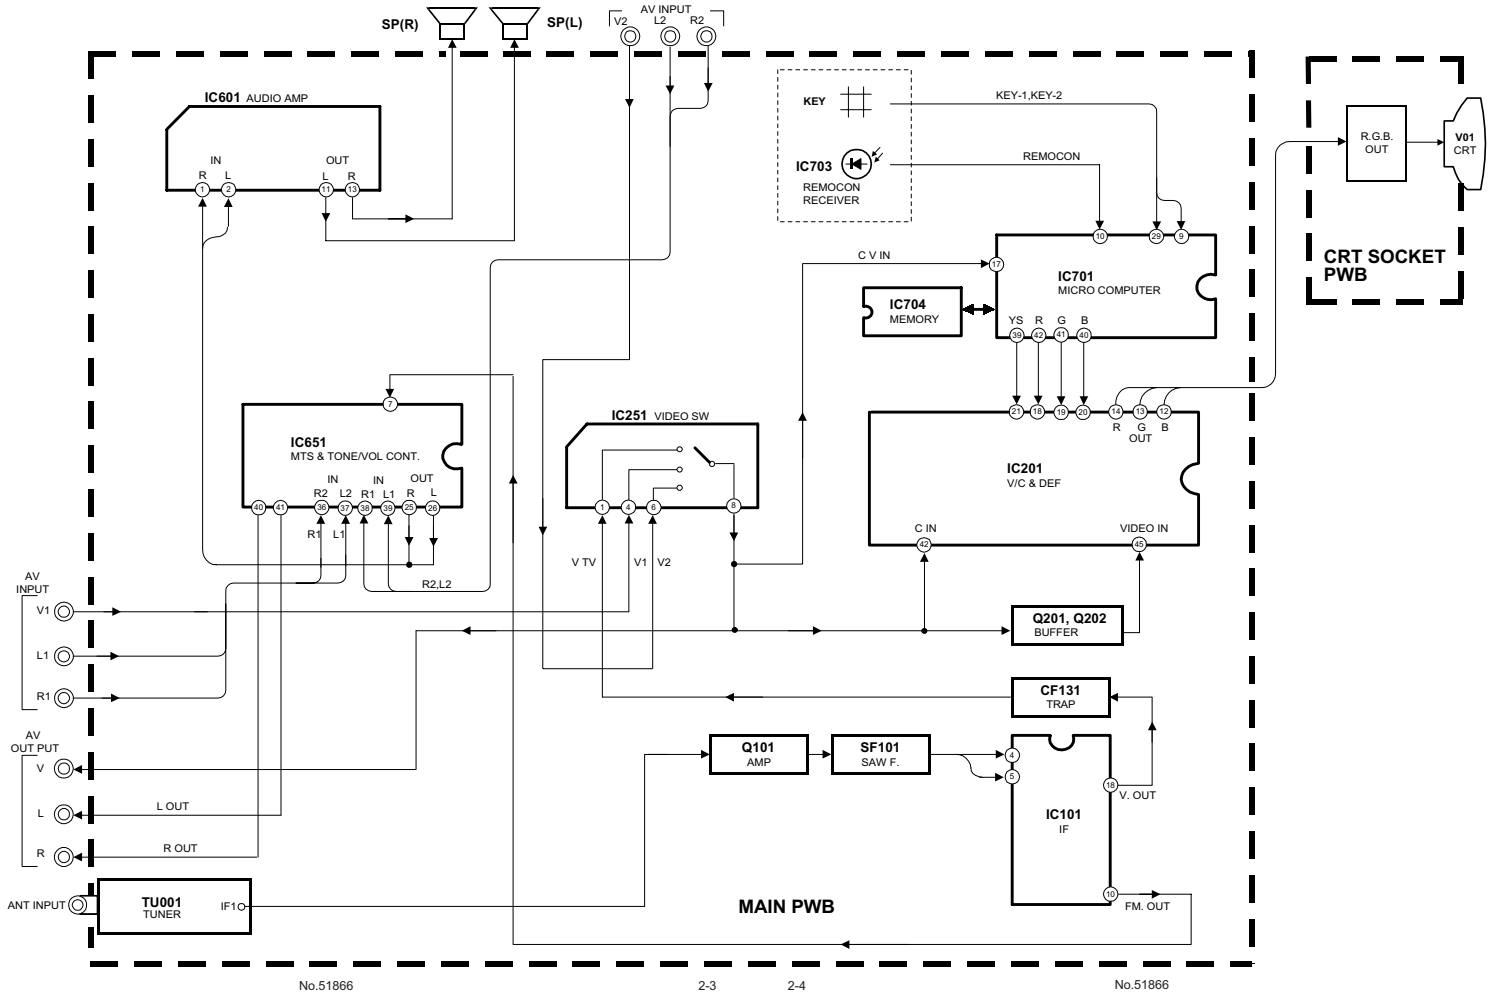 SP(R)
SP(L)
AV INPUT
V2 L2 R2
IC601 AUDIO AMP
IN
R L
OUT
L R
1 2 11 13
KEY
IC703
REMOCON
RECEIVER
KEY-1,KEY-2
REMOCON
R.G.B.
OUT
V01
CRT
CRT SOCKET
PWB
C V IN
10 29 9
17
IC701
MICRO COMPUTER
IC704
MEMORY
YS R G B
39 42 41 40
7
IC651
MTS & TONE/VOL CONT.
IN IN OUT
R2 L2 R1 L1 R L
40 41 36 37 38 39 25 26
R1 L1
R2,L2
IC251 VIDEO SW
1 4 6 8
V TV V1 V2
21 18 19 20 14 13 12
R G B
OUT
IC201
V/C & DEF
C IN
VIDEO IN
42 45
AV
INPUT
V1
L1
R1
Q201, Q202
BUFFER
CF131
TRAP
AV
OUT PUT
V
L
R
L OUT
R OUT
Q101
AMP
SF101
SAW F.
4
5
IC101
IF
18
V. OUT
10
FM. OUT
ANT INPUT
TU001
TUNER
IF1
MAIN PWB
No.51866
2-3
2-4
No.51866